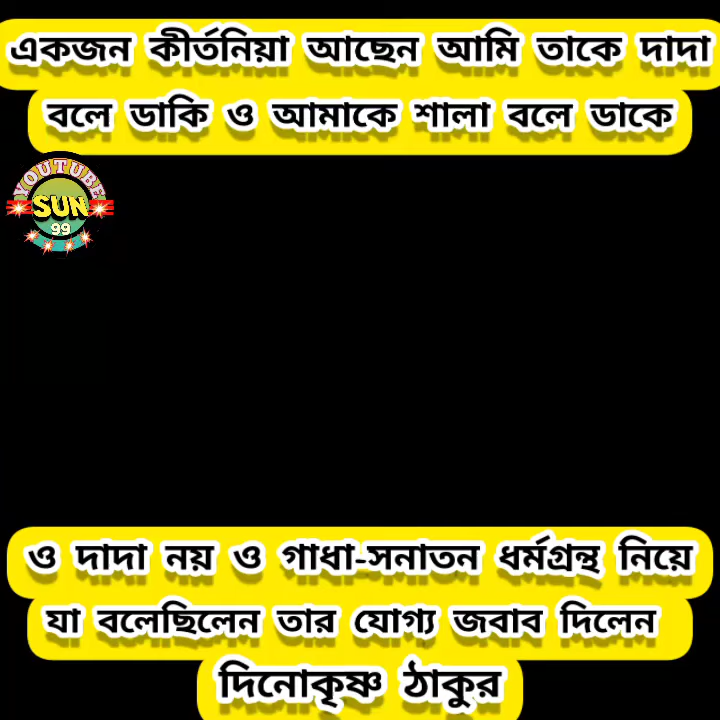 একজন কীর্তনিয়া আছেন আমি তাকে দাদা
বলে ডাকি ও আমাকে শালা বলে ডাকে
YOUTUBE
SUN
99
ও দাদা নয় ও গাধা-সনাতন ধর্মগ্রন্থ নিয়ে
যা বলেছিলেন তার যোগ্য জবাব দিলেন
দিনোকৃষ্ণ ঠাকুর